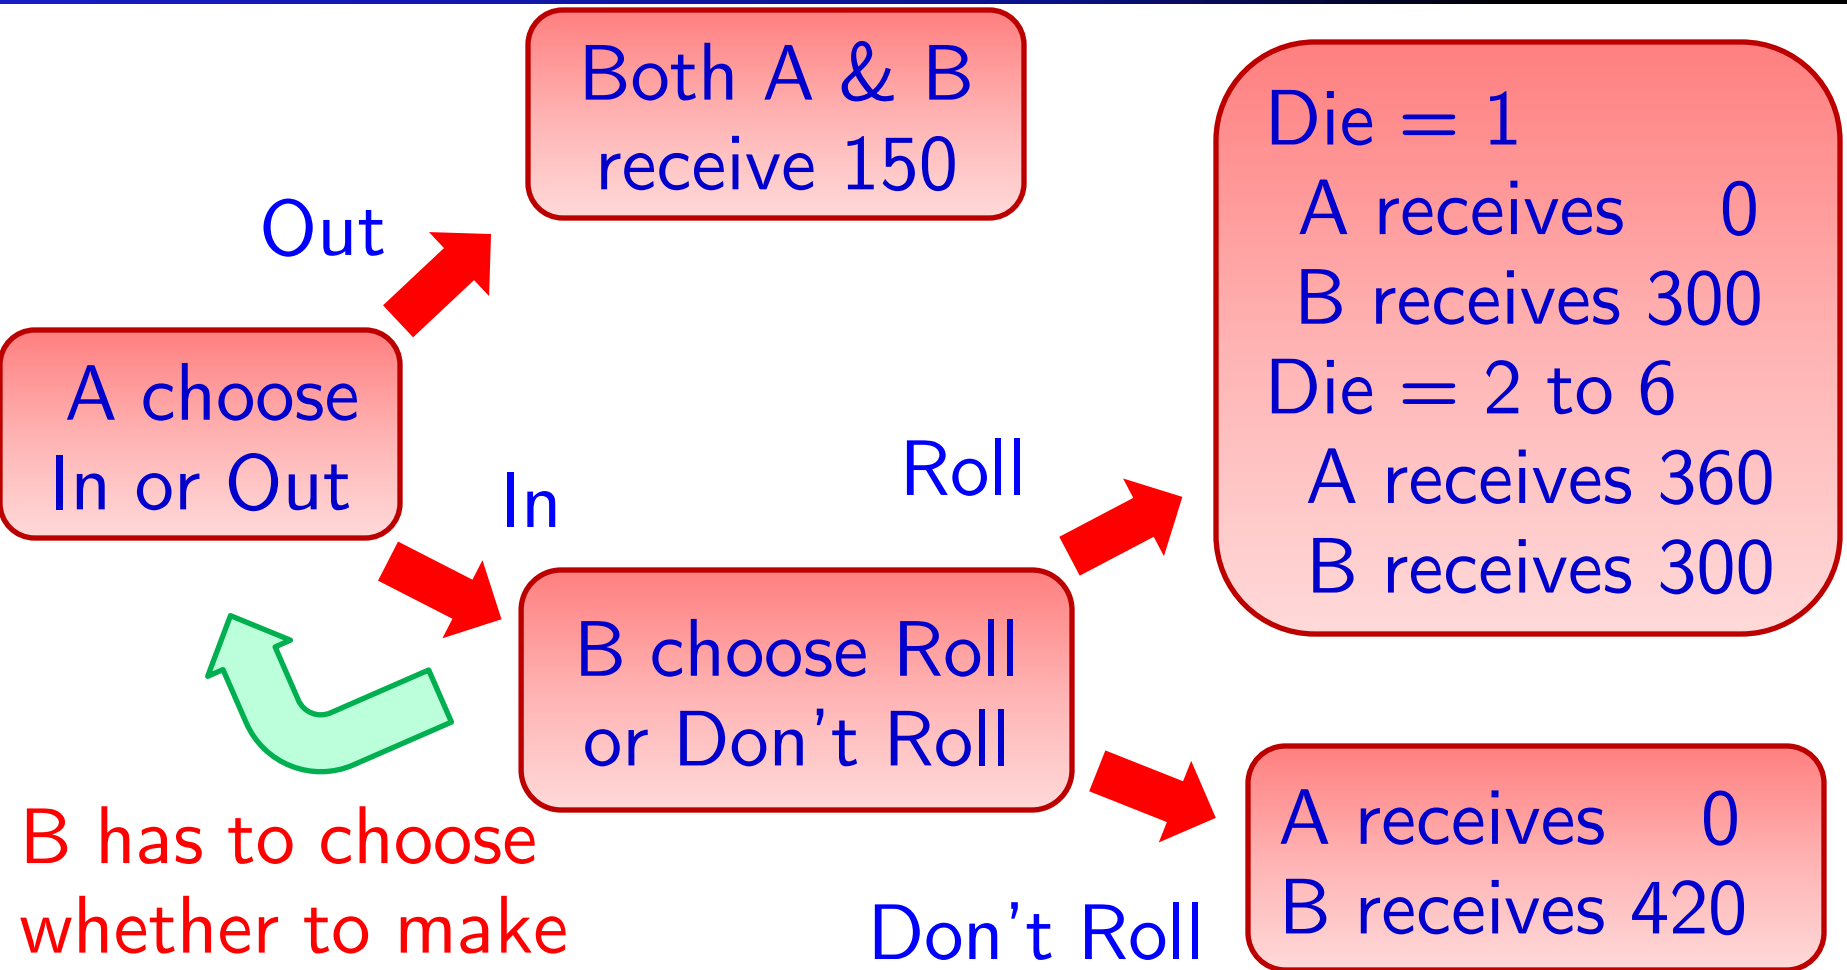 Both A & B
receive 150
Out
A choose
In or Out
In
B choose Roll
or Don't Roll
Roll
Die = 1
A receives 0
B receives 300
Die = 2 to 6
A receives 360
B receives 300
Don't Roll
A receives 0
B receives 420
B has to choose
whether to make